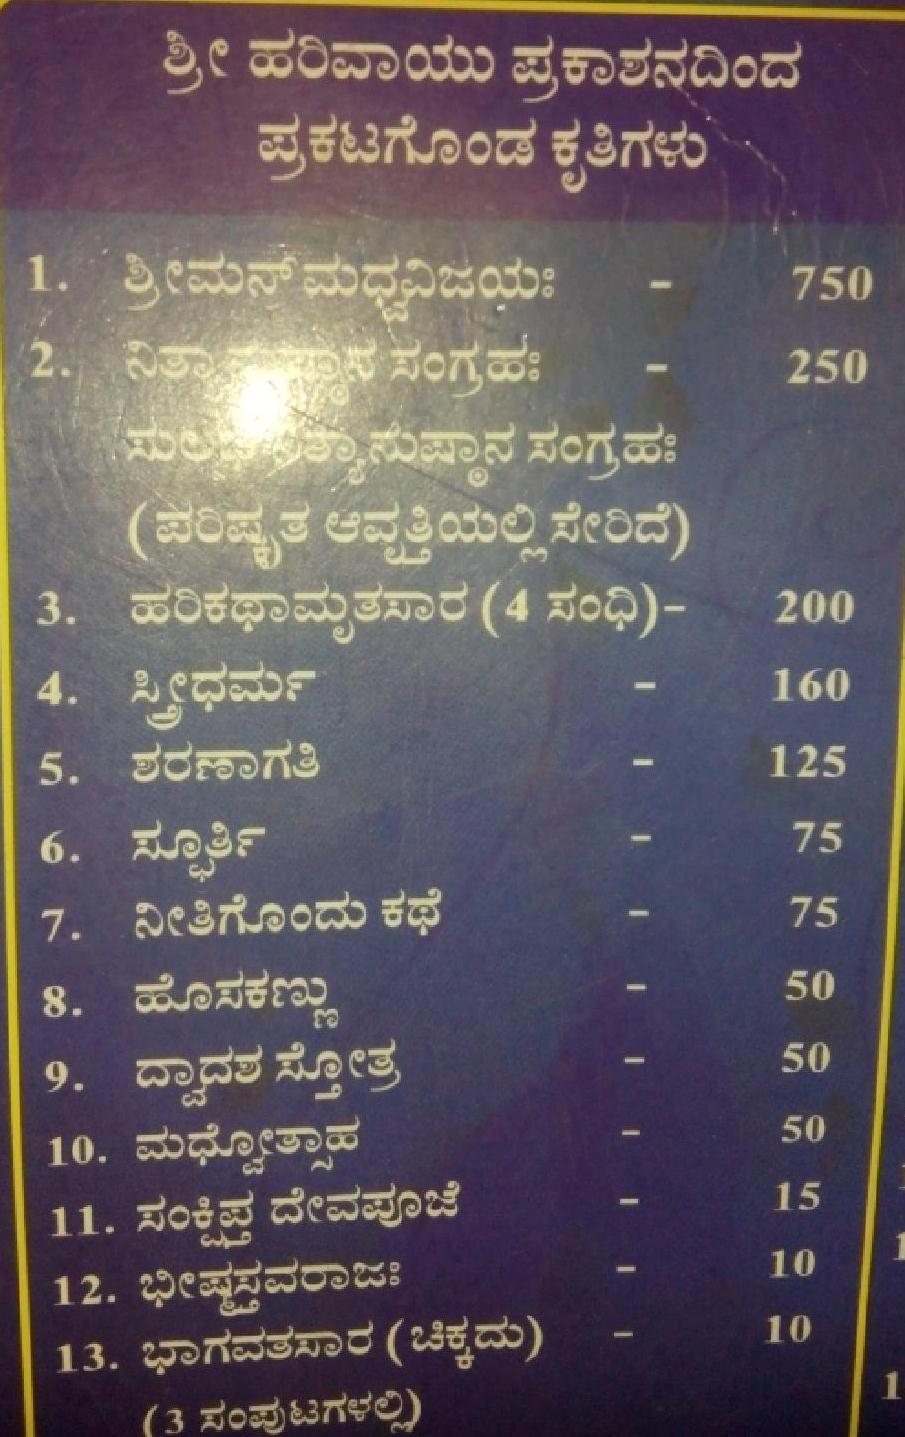 ಶ್ರೀ ಹರಿವಾಯು ಪ್ರಕಾಶನದಿಂದ
ಪ್ರಕಟಗೊಂಡ ಕೃತಿಗಳು
1. ಶ್ರೀಮನ್‌ಮಧ್ವವಿಜಯಃ - 750
2. ಸಂಗ್ರಹಃ - 250
ಸಂಗ್ರಹಃ
(ಪರಿಷ್ಕೃತ ಆವೃತ್ತಿಯಲ್ಲಿ ಸೇರಿದೆ)
3. ಹರಿಕಥಾಮೃತಸಾರ (4 ಸಂಧಿ)- 200
4. ಸ್ತ್ರೀಧರ್ಮ - 160
5. ಶರಣಾಗತಿ - 125
6. ಸ್ಫೂರ್ತಿ - 75
7. ನೀತಿಗೊಂದು ಕಥೆ - 75
8. ಹೊಸಕಣ್ಣು - 50
9. ದ್ವಾದಶ ಸ್ತೋತ್ರ - 50
10. ಮಧ್ವೋತ್ಸಾಹ - 50
11. ಸಂಕ್ಷಿಪ್ತ ದೇವಪೂಜೆ - 15
12. ಭೀಷ್ಮಸ್ತವರಾಜಃ - 10
13. ಭಾಗವತಸಾರ (ಚಿಕ್ಕದು) - 10
(3 ಸಂಪುಟಗಳಲ್ಲಿ)